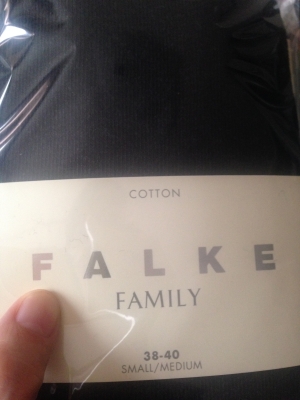 COTTON
FALKE
FAMILY
38-40
SMALL/MEDIUM